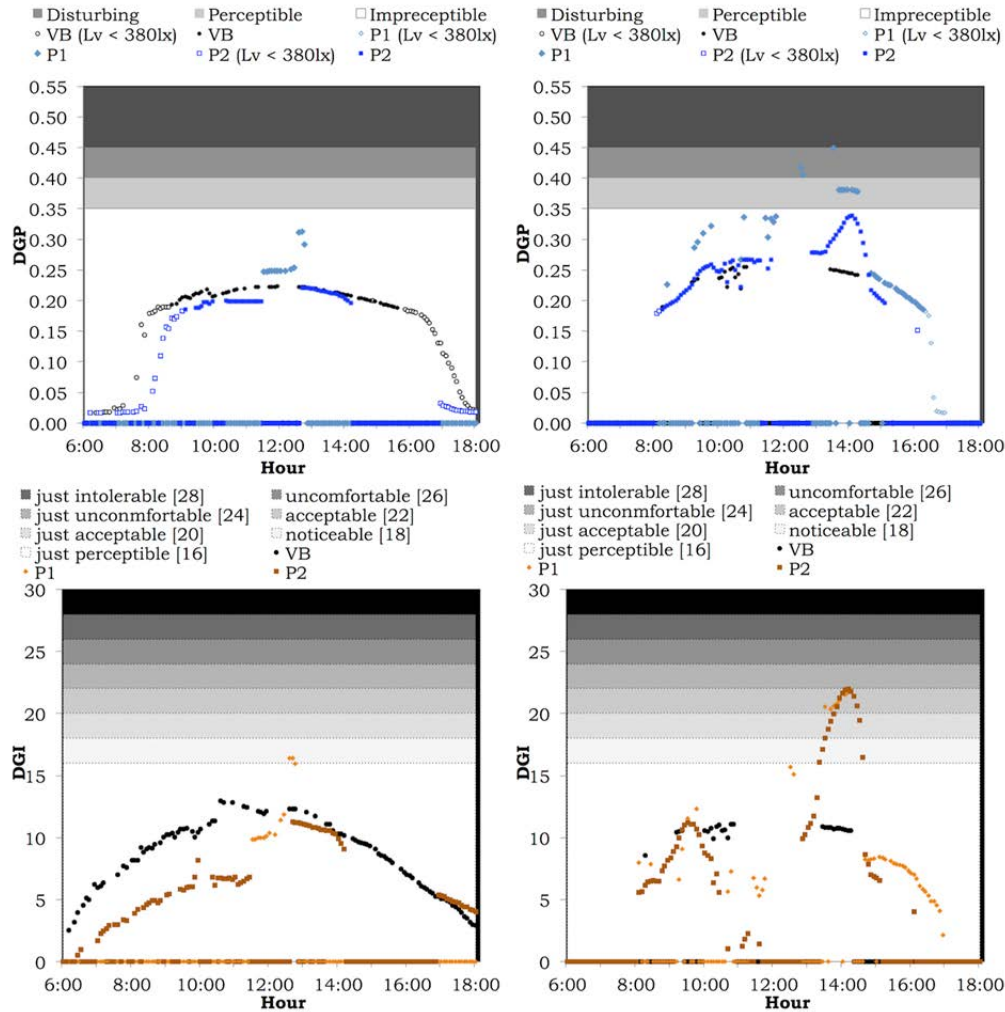 Disturbing Perceptible Impreceptible
VB (Lv < 380lx) VB P1 (Lv < 380lx)
P1 P2 (Lv < 380lx) P2
0.55
0.50
0.45
0.40
0.35
0.30
0.25
0.20
0.15
0.10
0.05
0.00
DGP
6:00 8:00 10:00 12:00 14:00 16:00 18:00
Hour
Disturbing Perceptible Impreceptible
VB (Lv < 380lx) VB P1 (Lv < 380lx)
P1 P2 (Lv < 380lx) P2
0.55
0.50
0.45
0.40
0.35
0.30
0.25
0.20
0.15
0.10
0.05
0.00
DGP
6:00 8:00 10:00 12:00 14:00 16:00 18:00
Hour
just intolerable [28] uncomfortable [26]
just unconmfortable [24] acceptable [22]
just acceptable [20] noticeable [18]
just perceptible [16] VB
P1 P2
30
25
20
15
10
5
0
DGI
6:00 8:00 10:00 12:00 14:00 16:00 18:00
Hour
just intolerable [28] uncomfortable [26]
just unconmfortable [24] acceptable [22]
just acceptable [20] noticeable [18]
just perceptible [16] VB
P1 P2
30
25
20
15
10
5
0
DGI
6:00 8:00 10:00 12:00 14:00 16:00 18:00
Hour